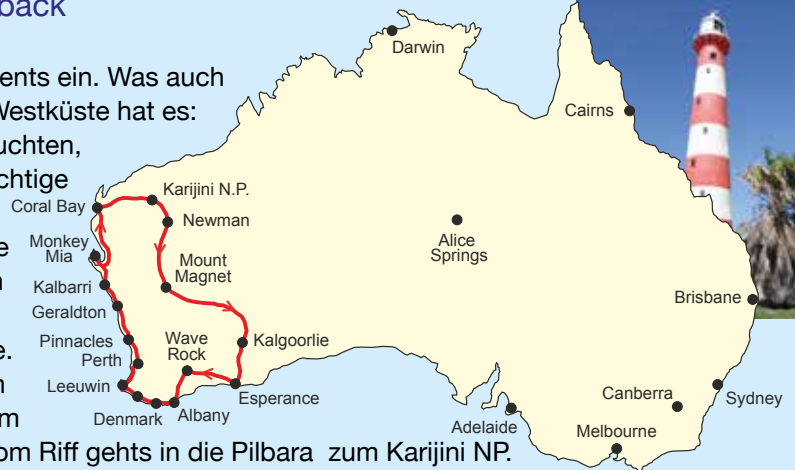 back
ents ein. Was auch
Westküste hat es:
uchten,
chtige
e
n
e.
n
m
om Riff gehts in die Pilbara zum Karijini NP.
Darwin
Cairns
Karijini N.P.
Coral Bay
Newman
Alice
Springs
Monkey
Mia
Mount
Magnet
Kalbarri
Geraldton
Brisbane
Pinnacles
Wave
Rock
Kalgoorlie
Perth
Leeuwin
Esperance
Canberra
Sydney
Denmark
Albany
Adelaide
Melbourne